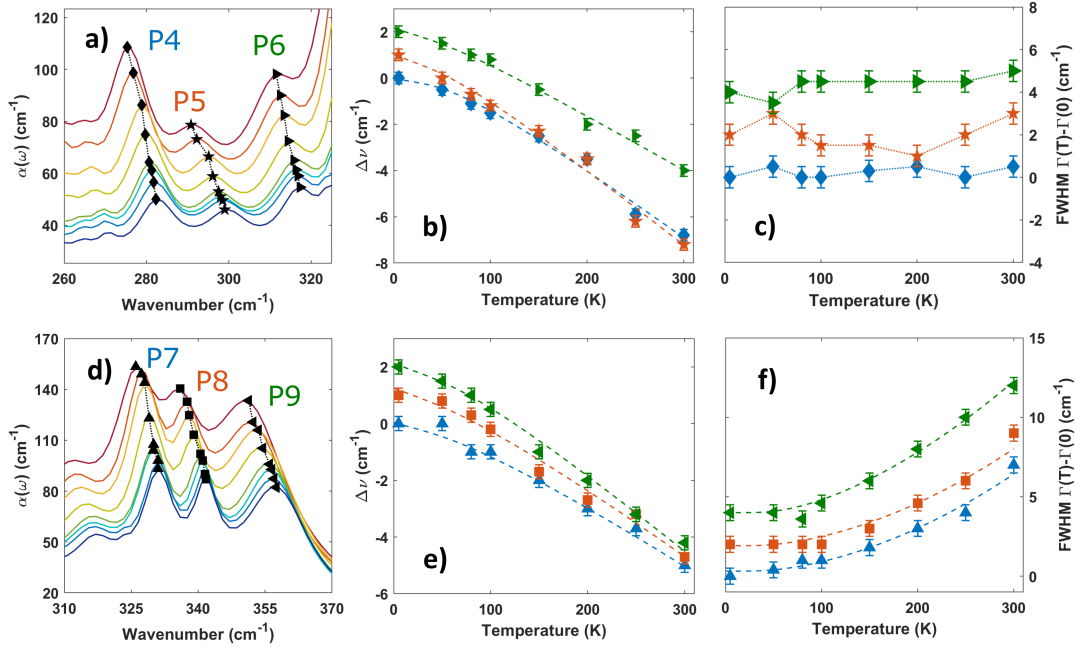 a)
P4
P5
P6
120
100
80
60
40
α(ω) (cm⁻¹)
260
280
300
320
Wavenumber (cm⁻¹)
b)
2
0
-2
-4
-6
-8
Δν (cm⁻¹)
0
100
200
300
Temperature (K)
c)
8
6
4
2
0
-2
-4
FWHM Γ(T)-Γ(0) (cm⁻¹)
0
100
200
300
Temperature (K)
d)
P7
P8
P9
170
140
110
80
50
20
α(ω) (cm⁻¹)
310
325
340
355
370
Wavenumber (cm⁻¹)
e)
2
0
-2
-4
-6
Δν (cm⁻¹)
0
100
200
300
Temperature (K)
f)
15
10
5
0
FWHM Γ(T)-Γ(0) (cm⁻¹)
0
100
200
300
Temperature (K)